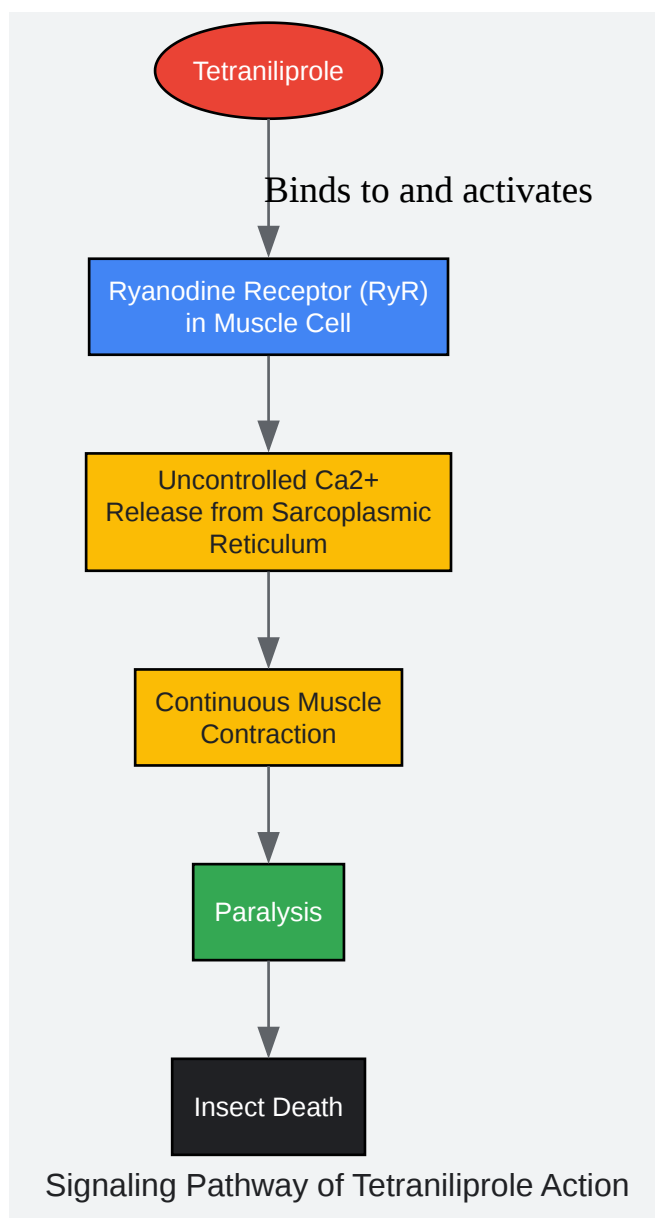 Tetraniliprole
Binds to and activates
Ryanodine Receptor (RyR)
in Muscle Cell
Uncontrolled Ca2+
Release from Sarcoplasmic
Reticulum
Continuous Muscle
Contraction
Paralysis
Insect Death
Signaling Pathway of Tetraniliprole Action